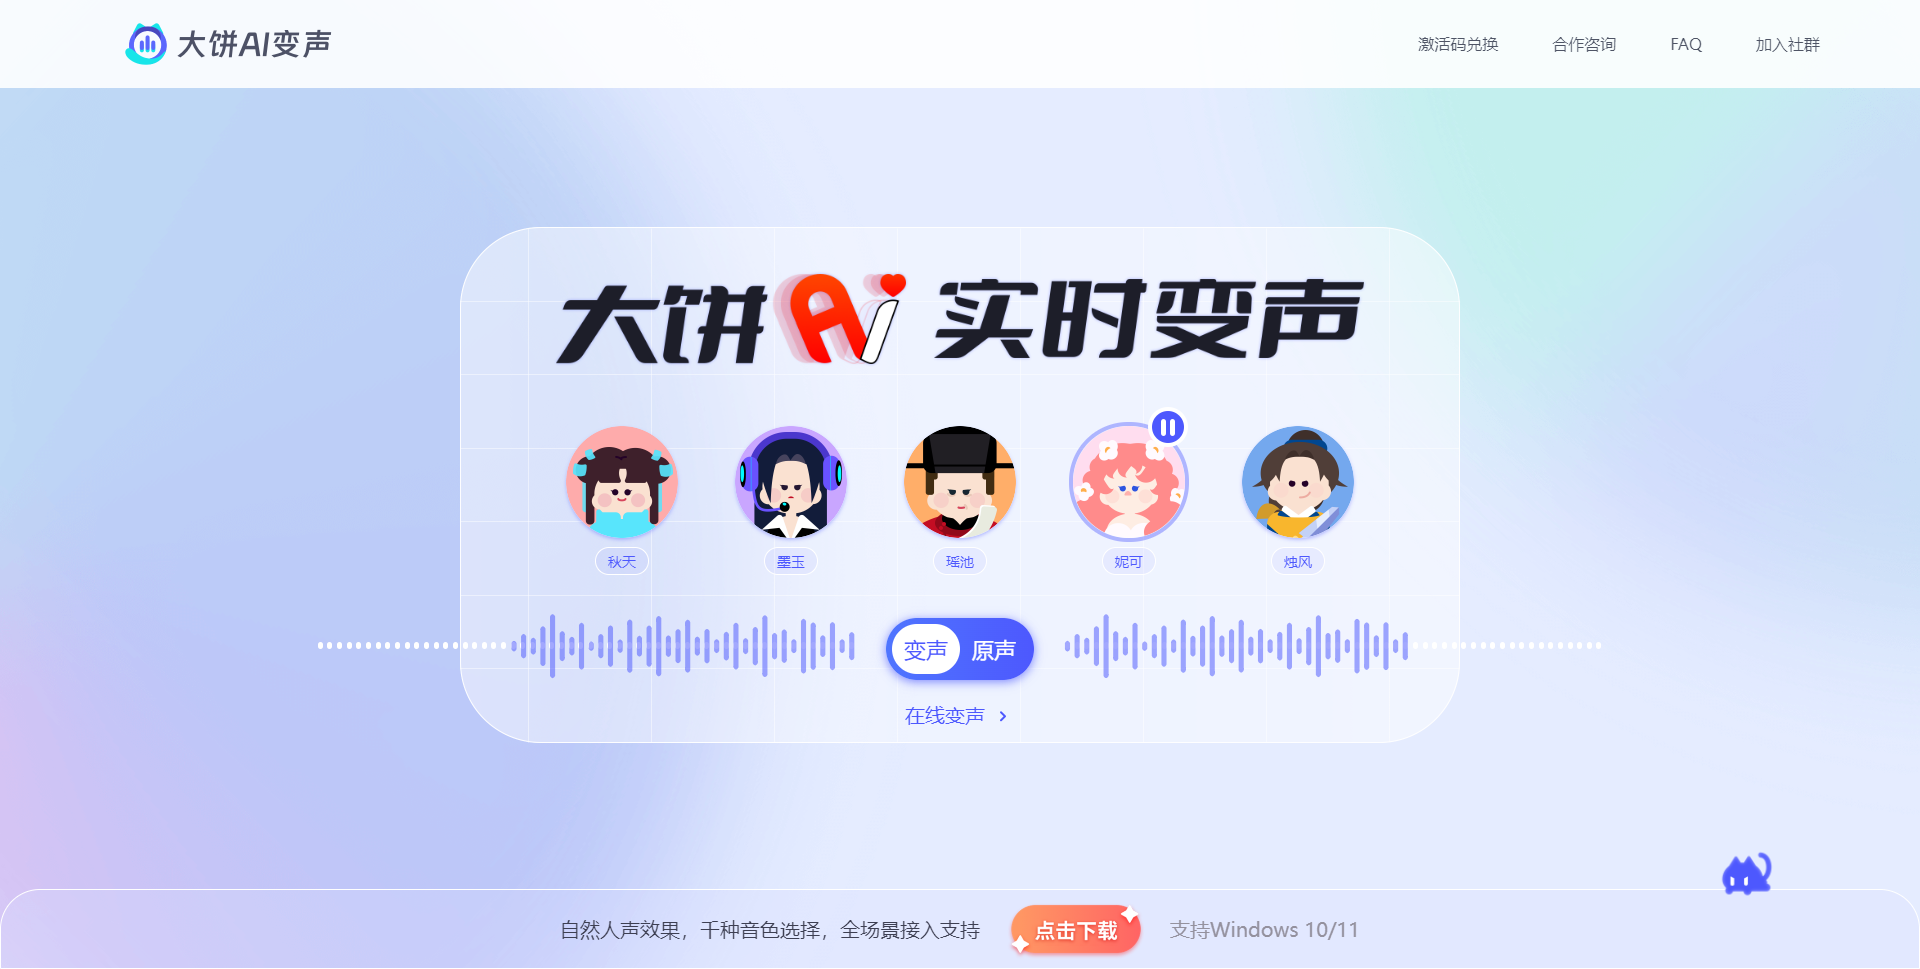 大饼AI变声
激活码兑换
合作咨询
FAQ
加入社群
大饼Ai 实时变声
秋天
墨玉
瑶池
妮可
烛风
变声
原声
在线变声
自然人声效果，千种音色选择，全场景接入支持
点击下载
支持Windows 10/11